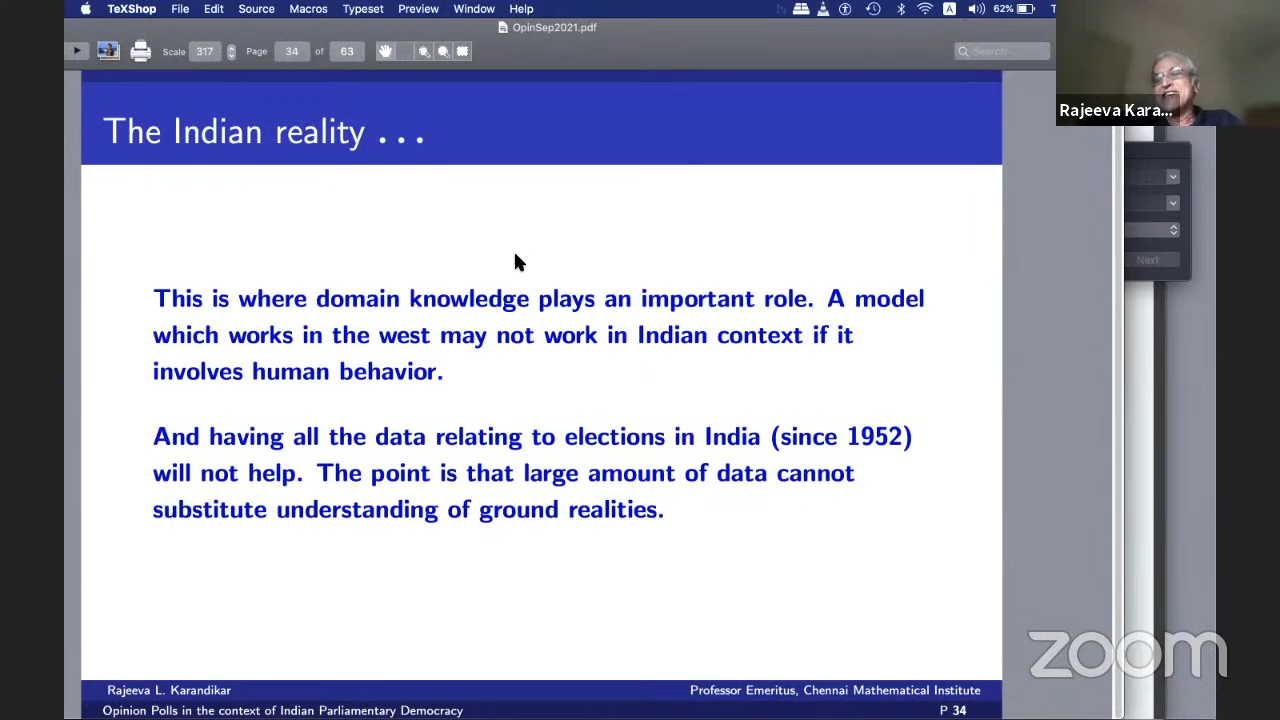 TeXShop File Edit Source Macros Typeset Preview Window Help A 62%
OpinSep2021.pdf
Scale 317 Page 34 of 63 Search
Rajeeva Kara...
The Indian reality ...
This is where domain knowledge plays an important role. A model
which works in the west may not work in Indian context if it
involves human behavior.
And having all the data relating to elections in India (since 1952)
will not help. The point is that large amount of data cannot
substitute understanding of ground realities.
Next
zoom
Rajeeva L. Karandikar Professor Emeritus, Chennai Mathematical Institute
Opinion Polls in the context of Indian Parliamentary Democracy P 34